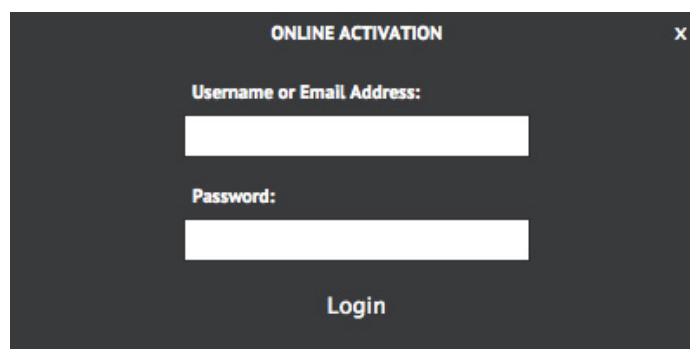 ONLINE ACTIVATION x
Username or Email Address:
Password:
Login